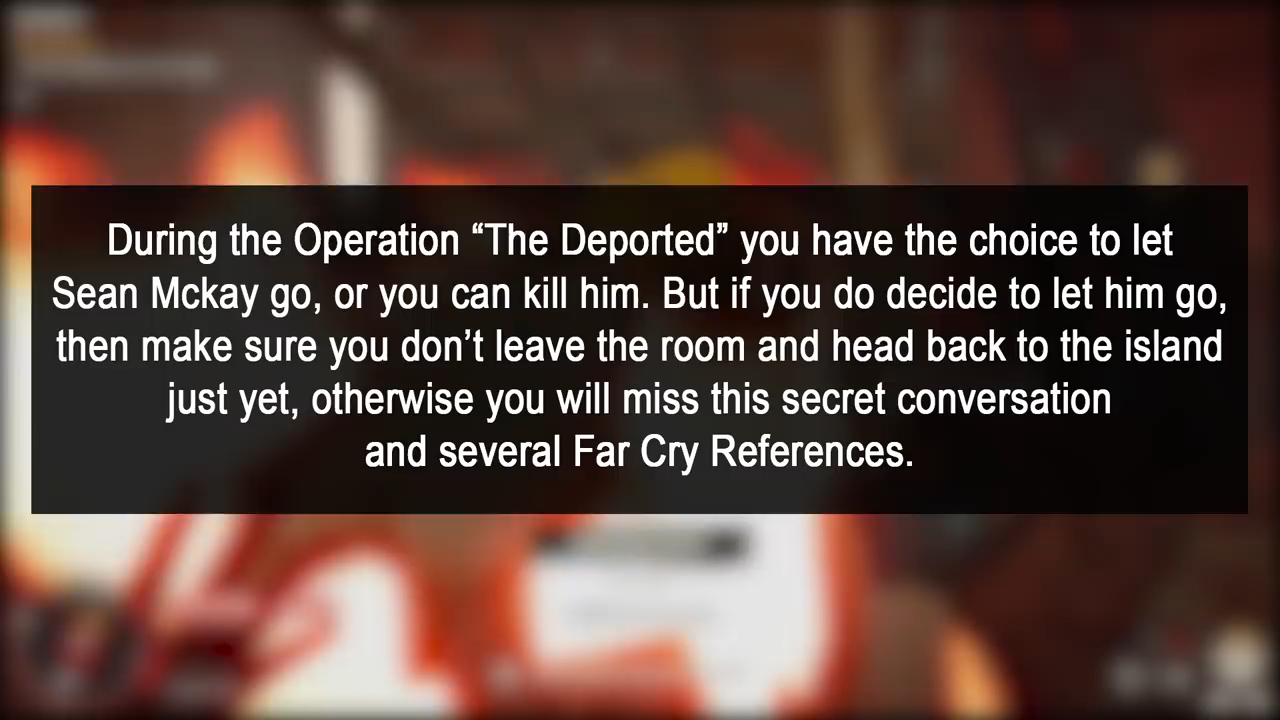 During the Operation “The Deported” you have the choice to let
Sean Mckay go, or you can kill him. But if you do decide to let him go,
then make sure you don’t leave the room and head back to the island
just yet, otherwise you will miss this secret conversation
and several Far Cry References.